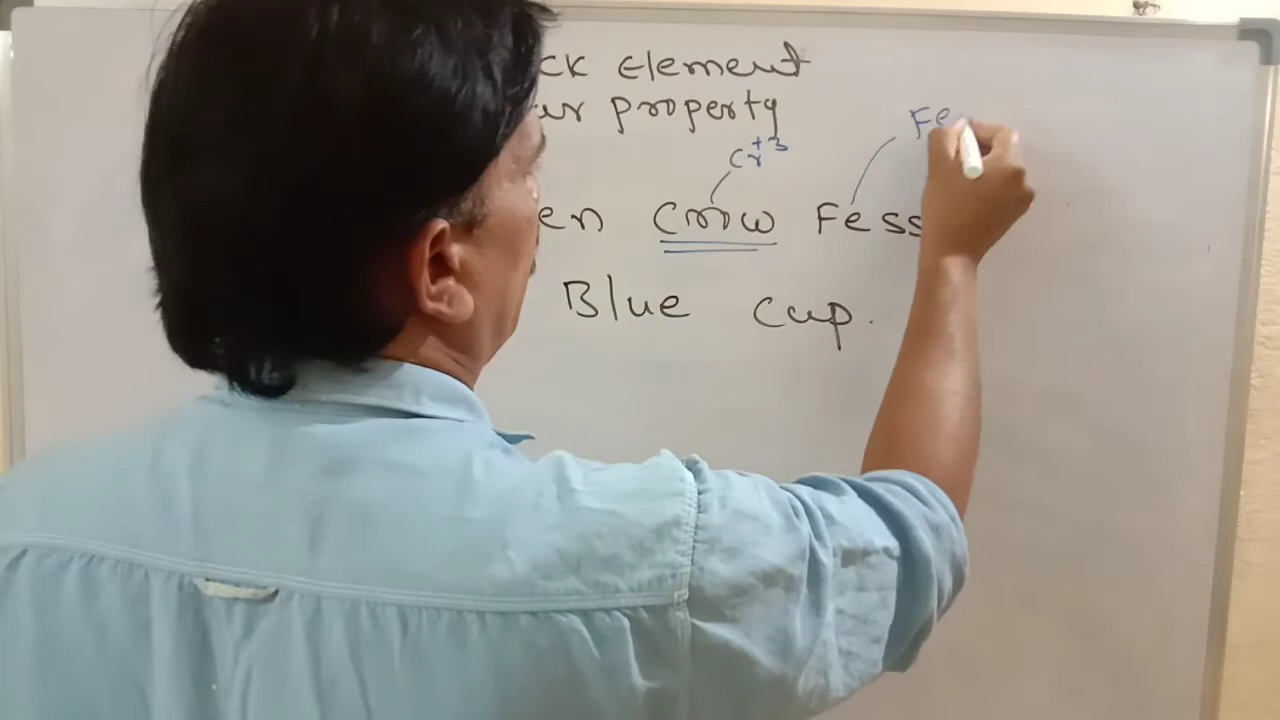 ck Element
ur property
Cr+3 Fe
en Crow Fess
Blue Cup.